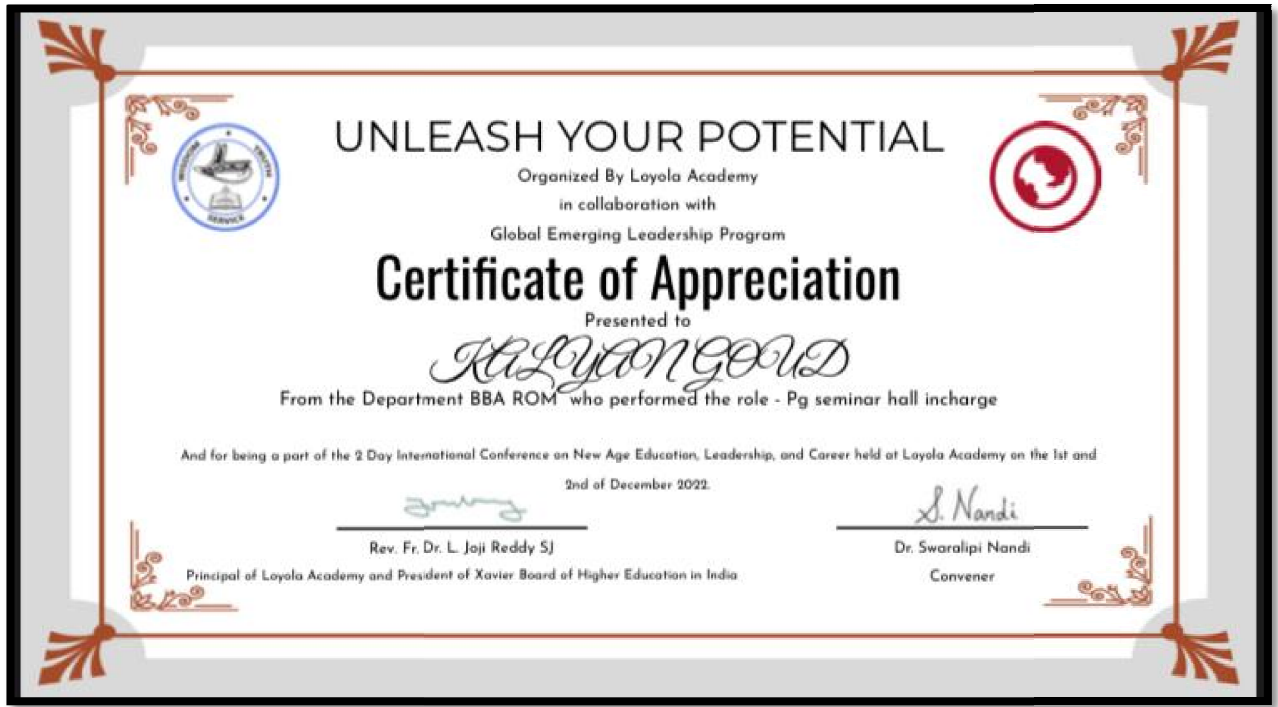 UNLEASH YOUR POTENTIAL
Organized By Loyola Academy
in collaboration with
Global Emerging Leadership Program
Certificate of Appreciation
Presented to
KALYAN GOUD
From the Department BBA ROM who performed the role - Pg seminar hall incharge
And for being a part of the 2 Day International Conference on New Age Education, Leadership, and Career held at Loyola Academy on the 1st and
2nd of December 2022.
S. Nandi
Rev. Fr. Dr. L. Joji Reddy SJ
Dr. Swaralipi Nandi
Principal of Loyola Academy and President of Xavier Board of Higher Education in India
Convener
WISDOM TRUTH
SERVICE